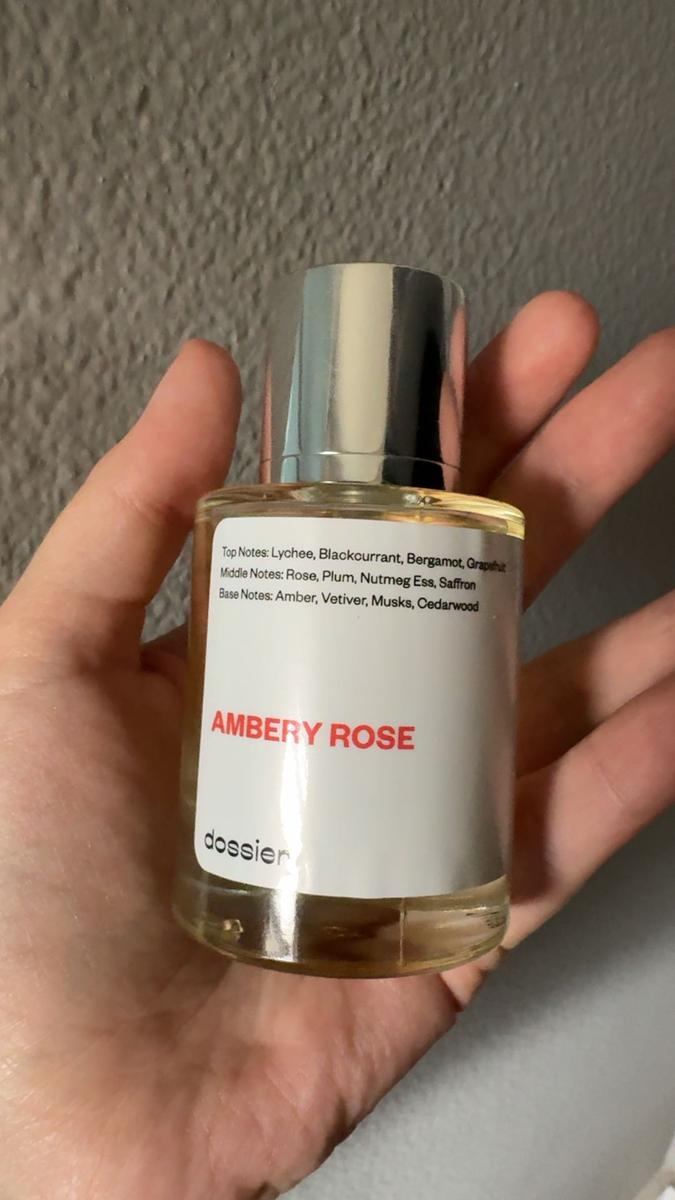 Top Notes: Lychee, Blackcurrant, Bergamot, Grapefruit
Middle Notes: Rose, Plum, Nutmeg Ess, Saffron
Base Notes: Amber, Vetiver, Musks, Cedarwood
AMBERY ROSE
dossier